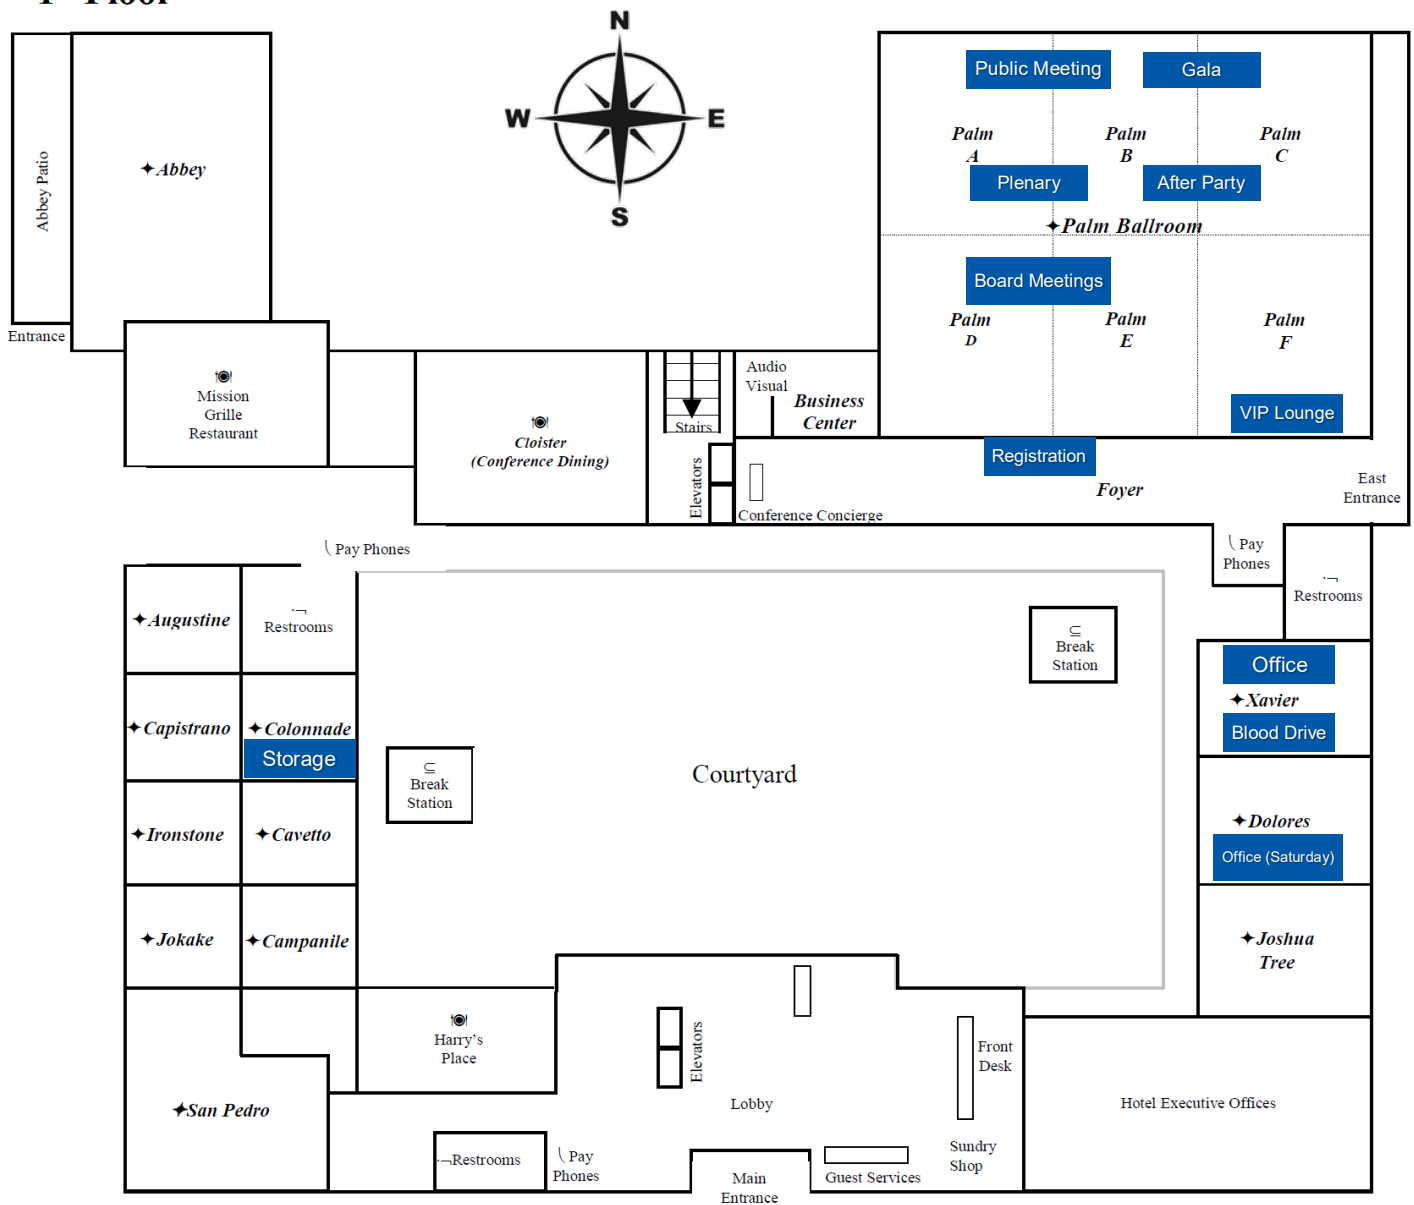 1st Floor
N
W
E
S
Public Meeting
Gala
Palm
A
Palm
B
Palm
C
Plenary
After Party
Palm Ballroom
Board Meetings
Palm
D
Palm
E
Palm
F
VIP Lounge
Abbey Patio
Abbey
Entrance
Mission
Grille
Restaurant
Cloister
(Conference Dining)
Stairs
Elevators
Audio
Visual
Business
Center
Registration
Foyer
Conference Concierge
East
Entrance
Pay Phones
Pay
Phones
Restrooms
Augustine
Restrooms
Break
Station
Office
Xavier
Blood Drive
Capistrano
Colonnade
Storage
Break
Station
Courtyard
Ironstone
Cavetto
Dolores
Office (Saturday)
Jokake
Campanile
Joshua
Tree
Harry's
Place
Elevators
Front
Desk
Lobby
Hotel Executive Offices
San Pedro
Restrooms
Pay
Phones
Main
Entrance
Guest Services
Sundry
Shop